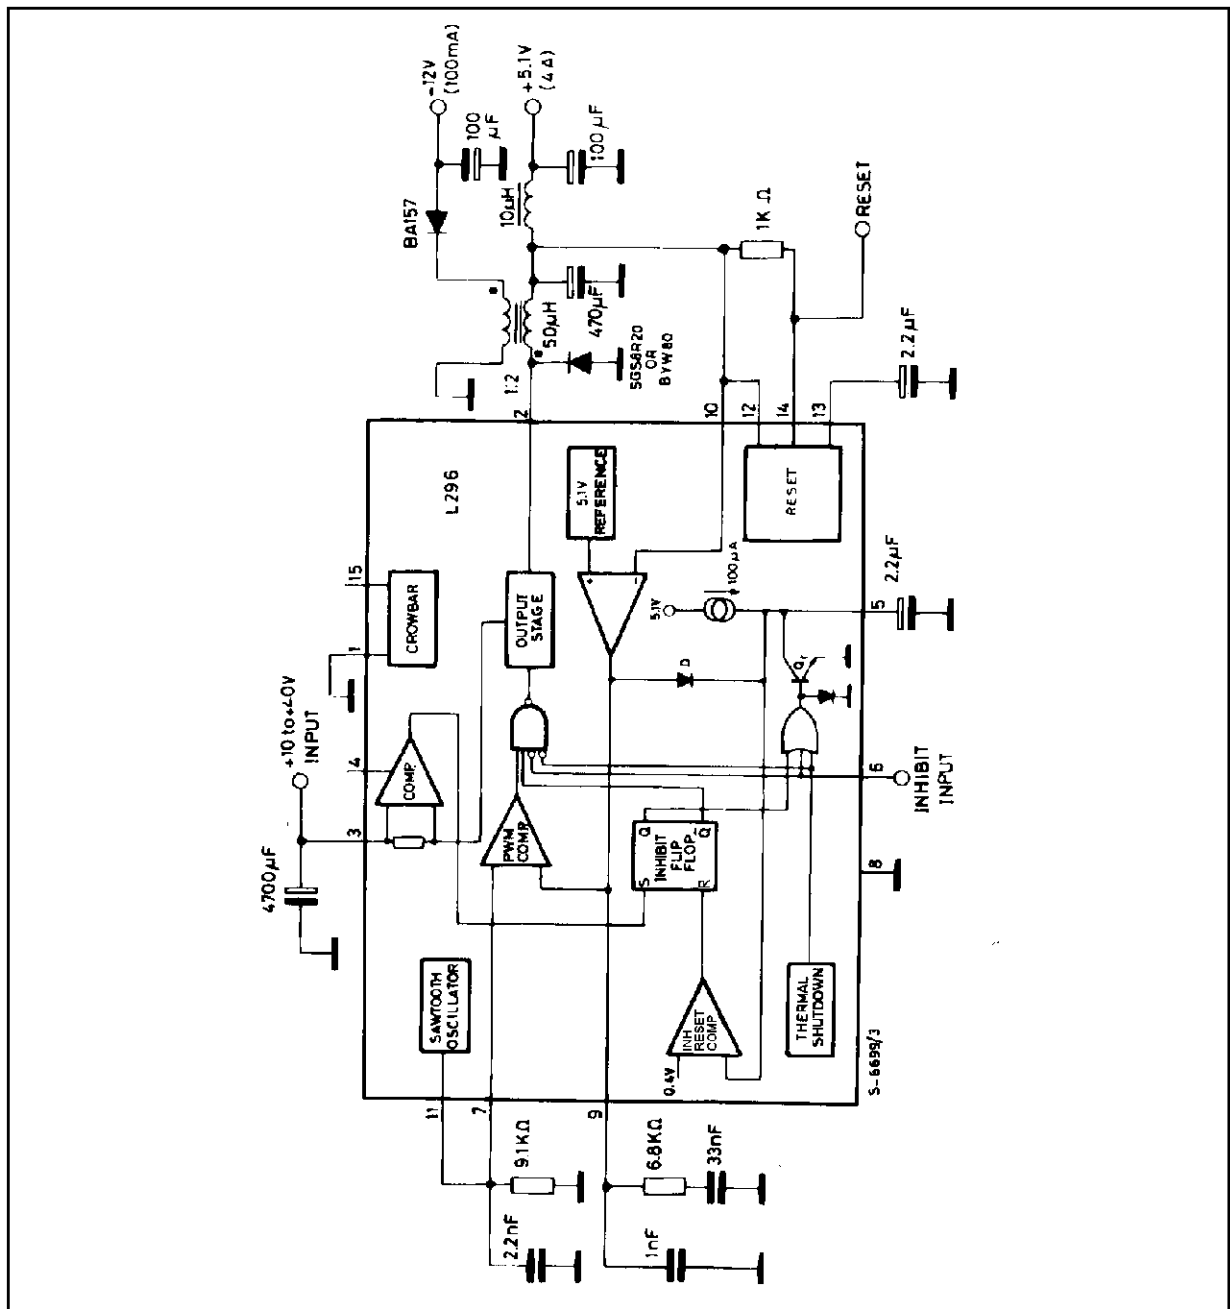 -12V
(100mA)
+5.1V
(4A)
100
µF
100µF
BA157
10µH
1K Ω
RESET
50µH
470µF
1:2
SGS8R20
OR
BYW80
2.2µF
2
10
12
14
13
L296
5.1V
REFERENCE
RESET
15
1
CROWBAR
OUTPUT
STAGE
+
-
100µA
5.1V
2.2µF
5
+10 to+40V
INPUT
4
COMP.
3
D
6
INHIBIT
INPUT
4700µF
PWM
COMP.
Q
Q
INHIBIT
FLIP
FLOP
S
R
8
SAWTOOTH
OSCILLATOR
INH
RESET
COMP
0.4V
THERMAL
SHUTDOWN
S-6699/3
11
7
9
9.1KΩ
6.8KΩ
33nF
2.2nF
1nF